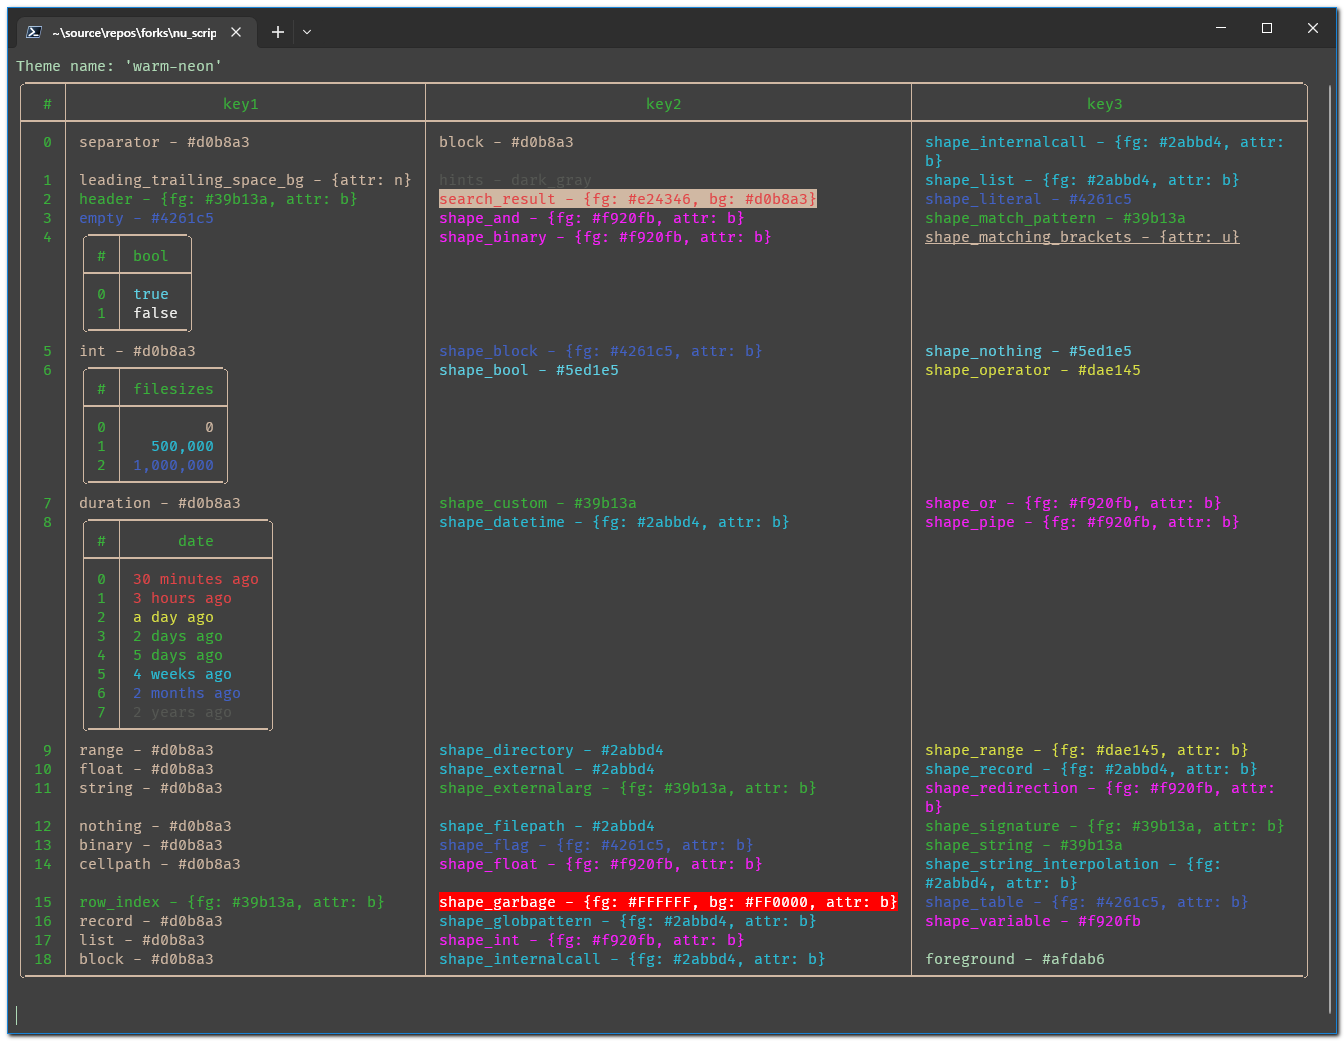 ~\source\repos\forks\nu_scrip
Theme name: 'warm-neon'
# key1 key2 key3
0 separator - #d0b8a3 block - #d0b8a3 shape_internalcall - {fg: #2abbd4, attr:
b}
1 leading_trailing_space_bg - {attr: n} hints - dark_gray shape_list - {fg: #2abbd4, attr: b}
2 header - {fg: #39b13a, attr: b} search_result - {fg: #e24346, bg: #d0b8a3} shape_literal - #4261c5
3 empty - #4261c5 shape_and - {fg: #f920fb, attr: b} shape_match_pattern - #39b13a
4 shape_binary - {fg: #f920fb, attr: b} shape_matching_brackets - {attr: u}
# bool
0 true
1 false
5 int - #d0b8a3 shape_block - {fg: #4261c5, attr: b} shape_nothing - #5ed1e5
6 shape_bool - #5ed1e5 shape_operator - #dae145
# filesizes
0 0
1 500,000
2 1,000,000
7 duration - #d0b8a3 shape_custom - #39b13a shape_or - {fg: #f920fb, attr: b}
8 shape_datetime - {fg: #2abbd4, attr: b} shape_pipe - {fg: #f920fb, attr: b}
# date
0 30 minutes ago
1 3 hours ago
2 a day ago
3 2 days ago
4 5 days ago
5 4 weeks ago
6 2 months ago
7 2 years ago
9 range - #d0b8a3 shape_directory - #2abbd4 shape_range - {fg: #dae145, attr: b}
10 float - #d0b8a3 shape_external - #2abbd4 shape_record - {fg: #2abbd4, attr: b}
11 string - #d0b8a3 shape_externalarg - {fg: #39b13a, attr: b} shape_redirection - {fg: #f920fb, attr:
b}
12 nothing - #d0b8a3 shape_filepath - #2abbd4 shape_signature - {fg: #39b13a, attr: b}
13 binary - #d0b8a3 shape_flag - {fg: #4261c5, attr: b} shape_string - #39b13a
14 cellpath - #d0b8a3 shape_float - {fg: #f920fb, attr: b} shape_string_interpolation - {fg:
#2abbd4, attr: b}
15 row_index - {fg: #39b13a, attr: b} shape_garbage - {fg: #FFFFFF, bg: #FF0000, attr: b} shape_table - {fg: #4261c5, attr: b}
16 record - #d0b8a3 shape_globpattern - {fg: #2abbd4, attr: b} shape_variable - #f920fb
17 list - #d0b8a3 shape_int - {fg: #f920fb, attr: b}
18 block - #d0b8a3 shape_internalcall - {fg: #2abbd4, attr: b} foreground - #afdab6